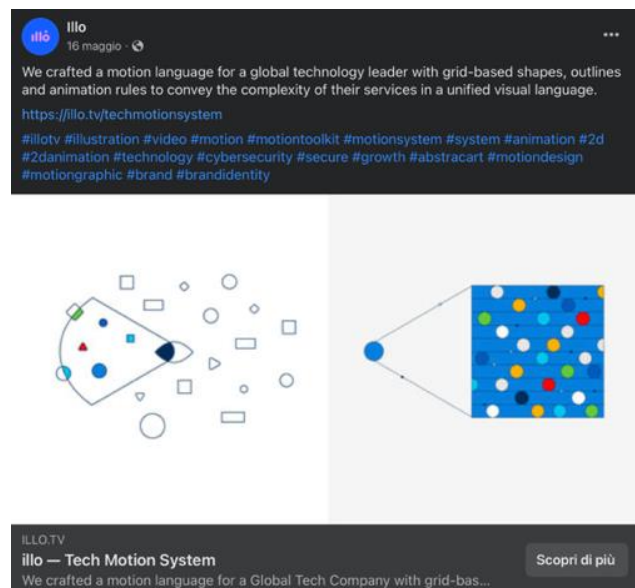 illo
Illo
16 maggio ·
We crafted a motion language for a global technology leader with grid-based shapes, outlines
and animation rules to convey the complexity of their services in a unified visual language.
https://illo.tv/techmotionsystem
#illotv #illustration #video #motion #motiontoolkit #motionsystem #system #animation #2d
#2danimation #technology #cybersecurity #secure #growth #abstracart #motiondesign
#motiongraphic #brand #brandidentity
ILLO.TV
illo — Tech Motion System
Scopri di più
We crafted a motion language for a Global Tech Company with grid-bas...